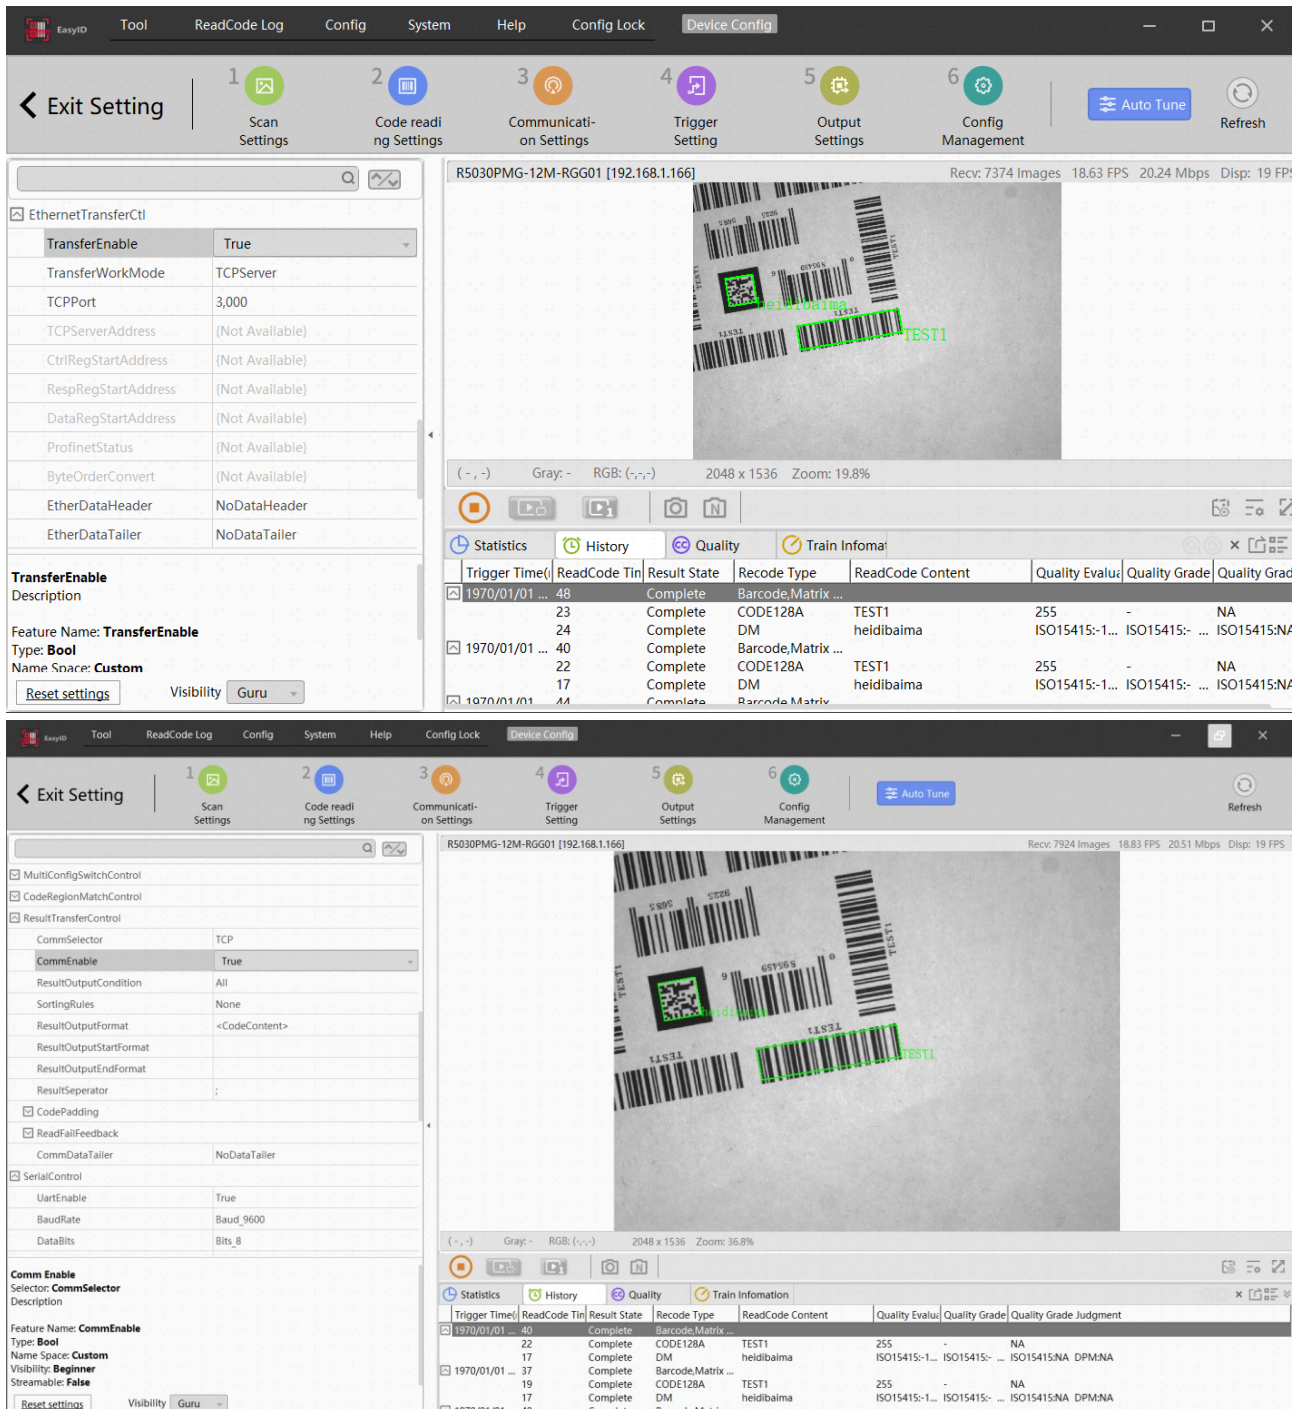 EasyID Tool ReadCode Log Config System Help Config Lock Device Config
Exit Setting
1 Scan Settings
2 Code readi ng Settings
3 Communicati- on Settings
4 Trigger Setting
5 Output Settings
6 Config Management
Auto Tune
Refresh
R5030PMG-12M-RGG01 [192.168.1.166] Recv: 7374 Images 18.63 FPS 20.24 Mbps Disp: 19 FPS
EthernetTransferCtl
TransferEnable True
TransferWorkMode TCPServer
TCPPort 3,000
TCPServerAddress {Not Available}
CtrlRegStartAddress {Not Available}
RespRegStartAddress {Not Available}
DataRegStartAddress {Not Available}
ProfinetStatus {Not Available}
ByteOrderConvert {Not Available}
EtherDataHeader NoDataHeader
EtherDataTailer NoDataTailer
TransferEnable
Description
Feature Name: TransferEnable
Type: Bool
Name Space: Custom
Reset settings Visibility Guru
TEST1
heidibaima
TEST1
TEST1
TEST1
TEST1
(-,-) Gray: - RGB: (-,-,-) 2048 x 1536 Zoom: 19.8%
Statistics History Quality Train Infomat
Trigger Time( ReadCode Tin Result State Recode Type ReadCode Content Quality Evalua Quality Grade Quality Grad
1970/01/01 ... 48 Complete Barcode,Matrix ...
23 Complete CODE128A TEST1 255 - NA
24 Complete DM heidibaima ISO15415:-1... ISO15415:- ... ISO15415:NA
1970/01/01 ... 40 Complete Barcode,Matrix ...
22 Complete CODE128A TEST1 255 - NA
17 Complete DM heidibaima ISO15415:-1... ISO15415:- ... ISO15415:NA
1970/01/01 44 Complete Barcode Matrix
EasyID Tool ReadCode Log Config System Help Config Lock Device Config
Exit Setting
1 Scan Settings
2 Code readi ng Settings
3 Communicati- on Settings
4 Trigger Setting
5 Output Settings
6 Config Management
Auto Tune
Refresh
R5030PMG-12M-RGG01 [192.168.1.166] Recv: 7924 Images 18.83 FPS 20.51 Mbps Disp: 19 FPS
MultiConfigSwitchControl
CodeRegionMatchControl
ResultTransferControl
CommSelector TCP
CommEnable True
ResultOutputCondition All
SortingRules None
ResultOutputFormat <CodeContent>
ResultOutputStartFormat
ResultOutputEndFormat
ResultSeperator ;
CodePadding
ReadFailFeedback
CommDataTailer NoDataTailer
SerialControl
UartEnable True
BaudRate Baud_9600
DataBits Bits_8
Comm Enable
Selector: CommSelector
Description
Feature Name: CommEnable
Type: Bool
Name Space: Custom
Visibility: Beginner
Streamable: False
Reset settings Visibility Guru
TEST1
TEST1
heidibaima
TEST1
TEST1
TEST1
(-,-) Gray: - RGB: (-,-,-) 2048 x 1536 Zoom: 36.8%
Statistics History Quality Train Infomation
Trigger Time( ReadCode Tin Result State Recode Type ReadCode Content Quality Evalua Quality Grade Quality Grade Judgment
1970/01/01 ... 40 Complete Barcode,Matrix ...
22 Complete CODE128A TEST1 255 - NA
17 Complete DM heidibaima ISO15415:-1... ISO15415:- ... ISO15415:NA DPM:NA
1970/01/01 ... 37 Complete Barcode,Matrix ...
19 Complete CODE128A TEST1 255 - NA
17 Complete DM heidibaima ISO15415:-1... ISO15415:- ... ISO15415:NA DPM:NA